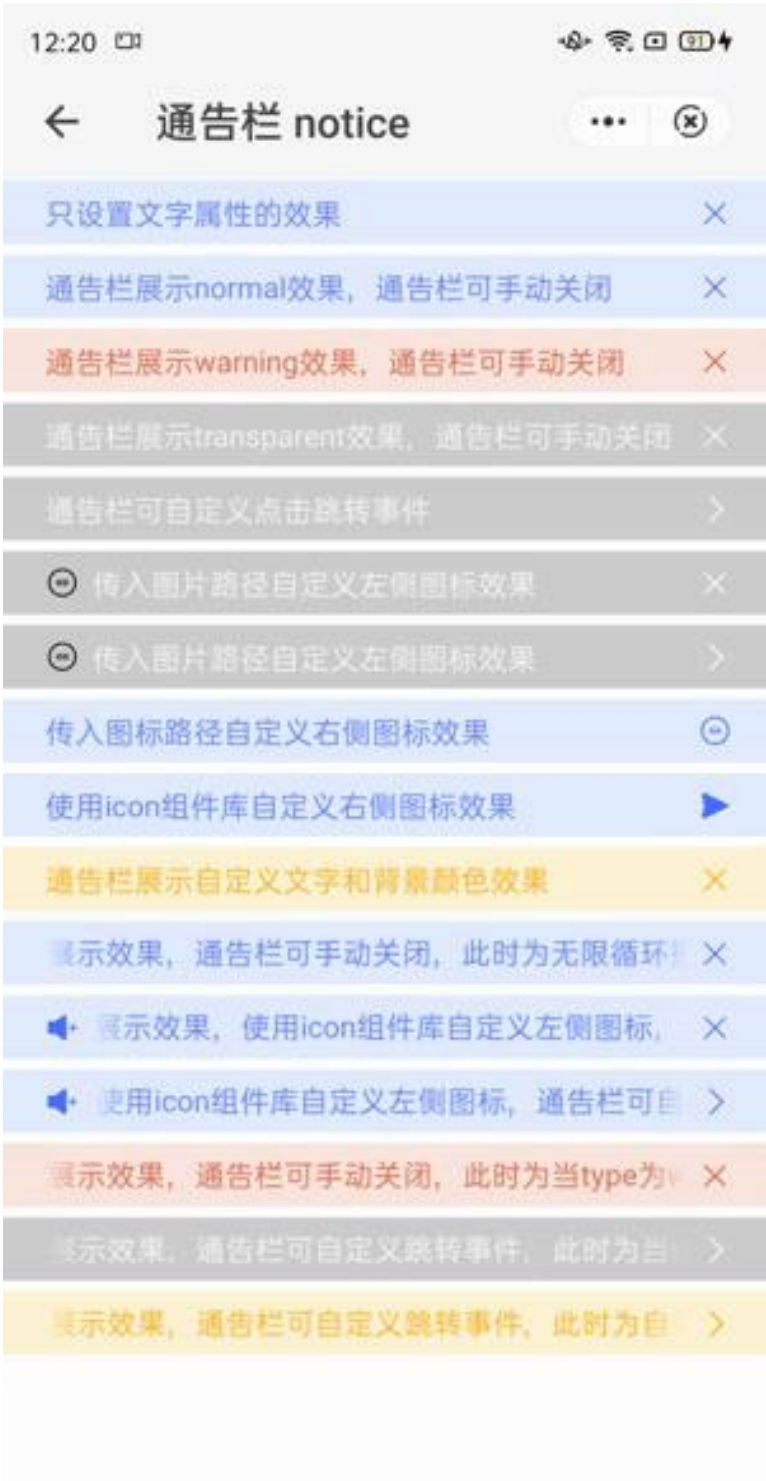 12:20
91
通告栏 notice
只设置文字属性的效果
通告栏展示normal效果，通告栏可手动关闭
通告栏展示warning效果，通告栏可手动关闭
通告栏展示transparent效果，通告栏可手动关闭
通告栏可自定义点击跳转事件
传入图片路径自定义左侧图标效果
传入图片路径自定义左侧图标效果
传入图标路径自定义右侧图标效果
使用icon组件库自定义右侧图标效果
通告栏展示自定义文字和背景颜色效果
展示效果，通告栏可手动关闭，此时为无限循环
展示效果，使用icon组件库自定义左侧图标，
使用icon组件库自定义左侧图标，通告栏可自
展示效果，通告栏可手动关闭，此时为当type为
展示效果，通告栏可自定义跳转事件，此时为当
展示效果，通告栏可自定义跳转事件，此时为自